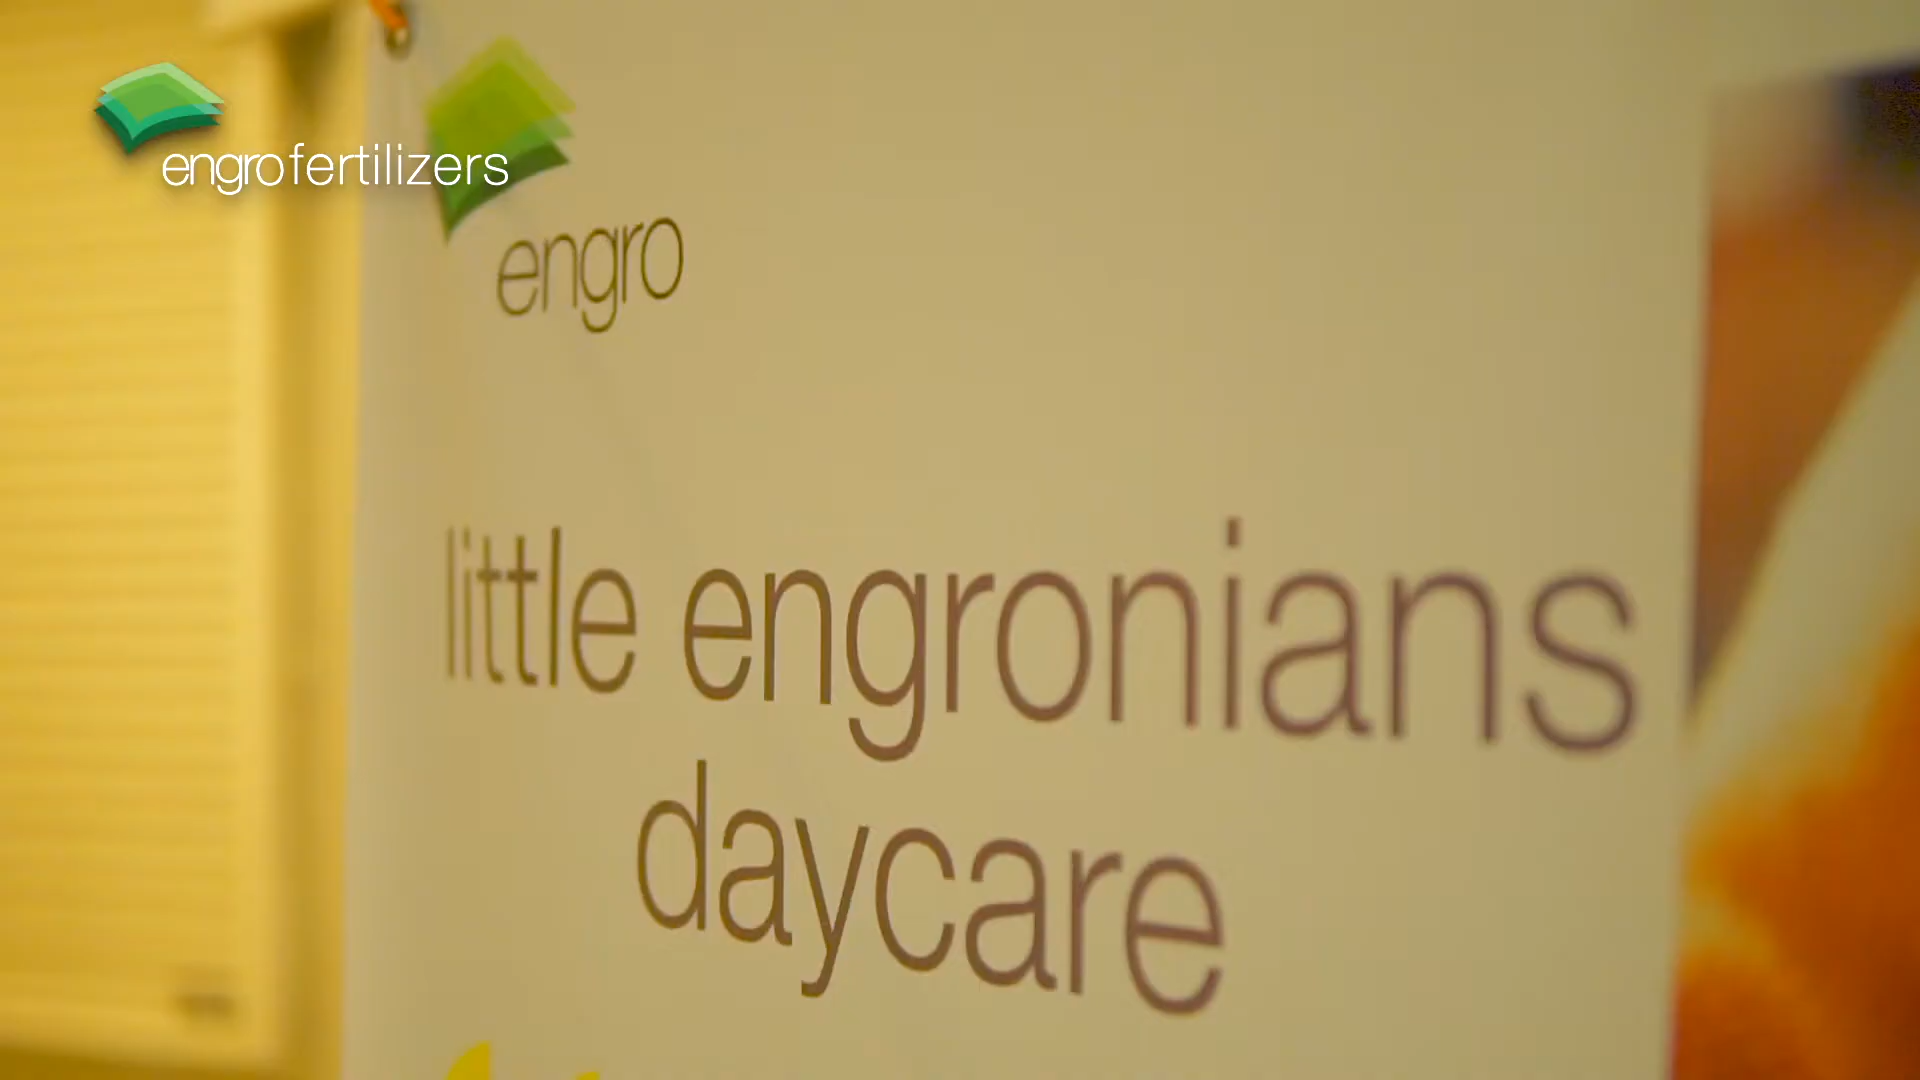 engrofertilizers
engro
little engronians
daycare